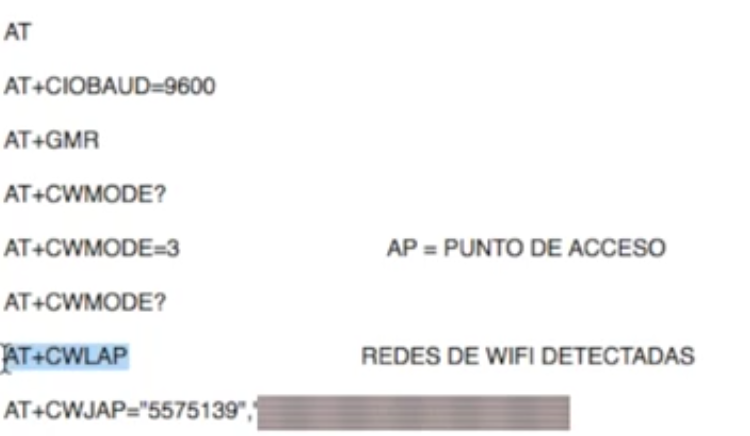 AT
AT+CIOBAUD=9600
AT+GMR
AT+CWMODE?
AT+CWMODE=3 AP = PUNTO DE ACCESO
AT+CWMODE?
AT+CWLAP REDES DE WIFI DETECTADAS
AT+CWJAP="5575139","